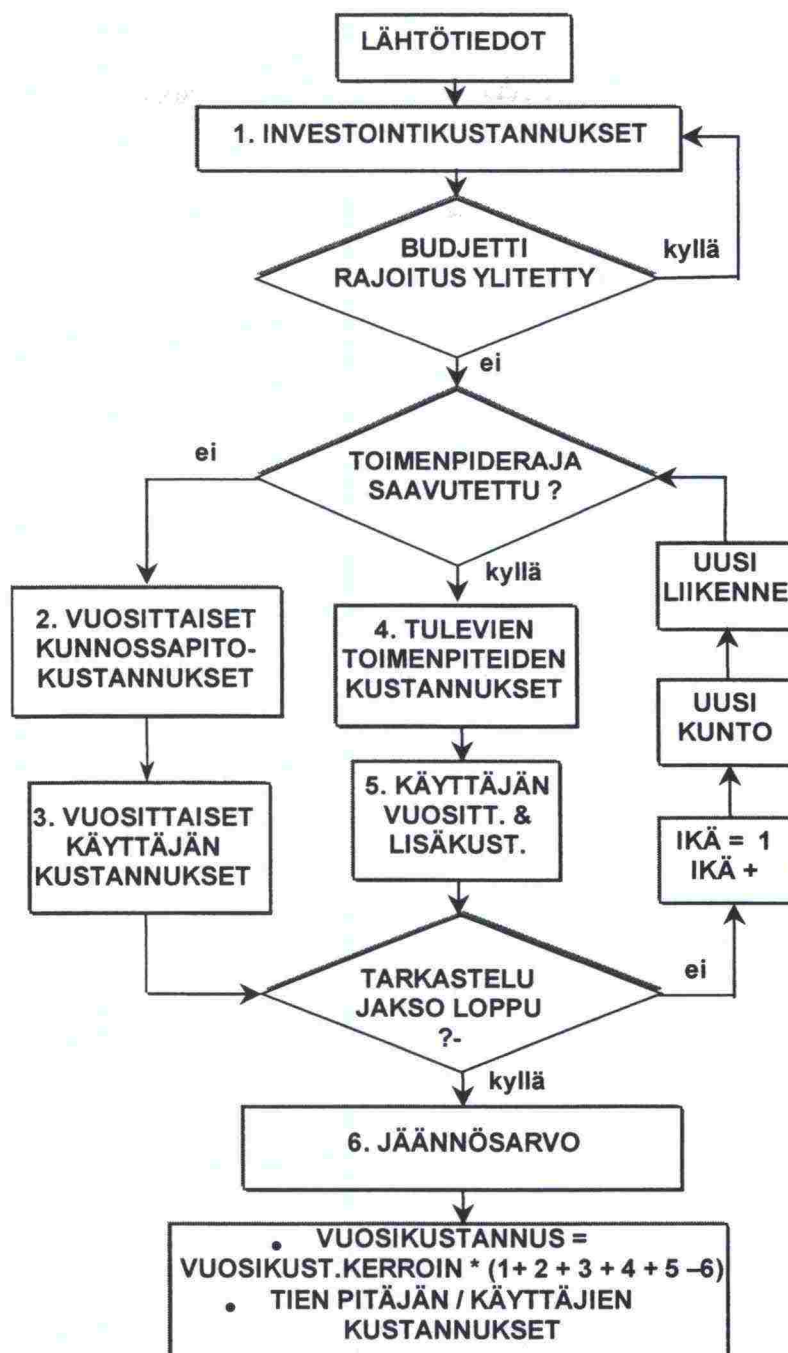 LÄHTÖTIEDOT
1. INVESTOINTIKUSTANNUKSET
BUDJETTI
RAJOITUS YLITETTY
kyllä
ei
TOIMENPIDERAJA
SAAVUTETTU ?
ei
kyllä
2. VUOSITTAISET
KUNNOSSAPITO-
KUSTANNUKSET
3. VUOSITTAISET
KÄYTTÄJÄN
KUSTANNUKSET
4. TULEVIEN
TOIMENPITEIDEN
KUSTANNUKSET
5. KÄYTTÄJÄN
VUOSITT. &
LISÄKUST.
UUSI
LIIKENNE
UUSI
KUNTO
IKÄ = 1
IKÄ +
TARKASTELU
JAKSO LOPPU
?-
ei
kyllä
6. JÄÄNNÖSARVO
• VUOSIKUSTANNUS =
VUOSIKUST.KERROIN * (1+ 2 + 3 + 4 + 5 –6)
• TIEN PITÄJÄN / KÄYTTÄJIEN
KUSTANNUKSET